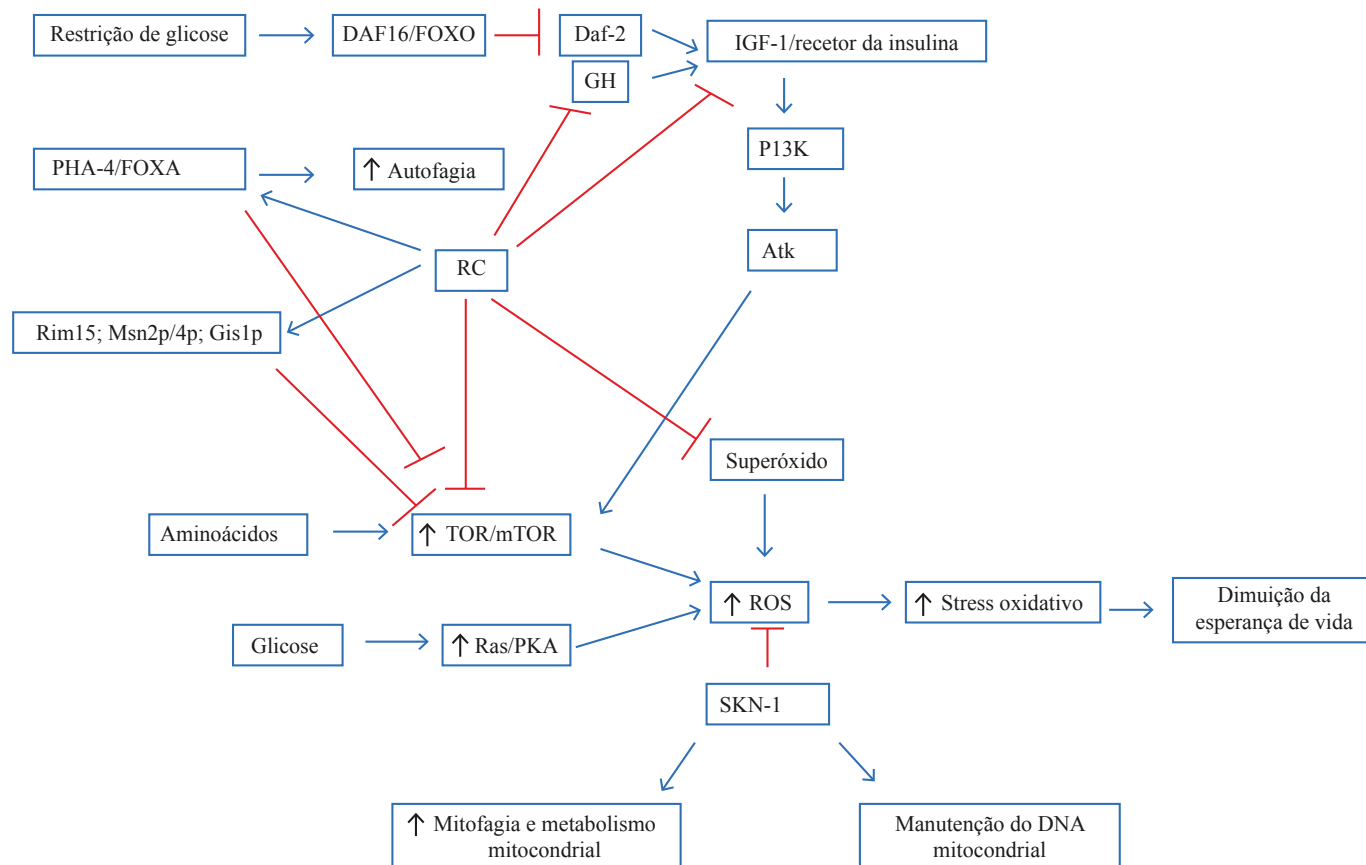 Restrição de glicose
DAF16/FOXO
Daf-2
IGF-1/recetor da insulina
GH
PHA-4/FOXA
↑ Autofagia
P13K
RC
Atk
Rim15; Msn2p/4p; Gis1p
Superóxido
Aminoácidos
↑ TOR/mTOR
↑ ROS
↑ Stress oxidativo
Dimuição da
esperança de vida
Glicose
↑ Ras/PKA
SKN-1
↑ Mitofagia e metabolismo
mitocondrial
Manutenção do DNA
mitocondrial